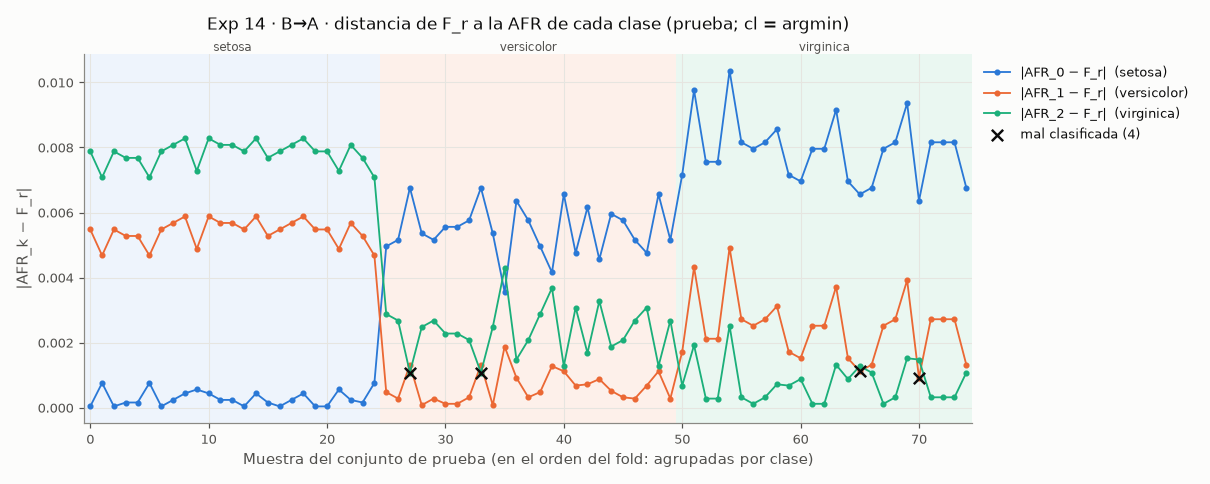 Exp 14 · B→A · distancia de F_r a la AFR de cada clase (prueba; cl = argmin)
setosa
versicolor
virginica
|AFR_0 − F_r| (setosa)
|AFR_1 − F_r| (versicolor)
|AFR_2 − F_r| (virginica)
mal clasificada (4)
|AFR_k − F_r|
0.010
0.008
0.006
0.004
0.002
0.000
0 10 20 30 40 50 60 70
Muestra del conjunto de prueba (en el orden del fold: agrupadas por clase)